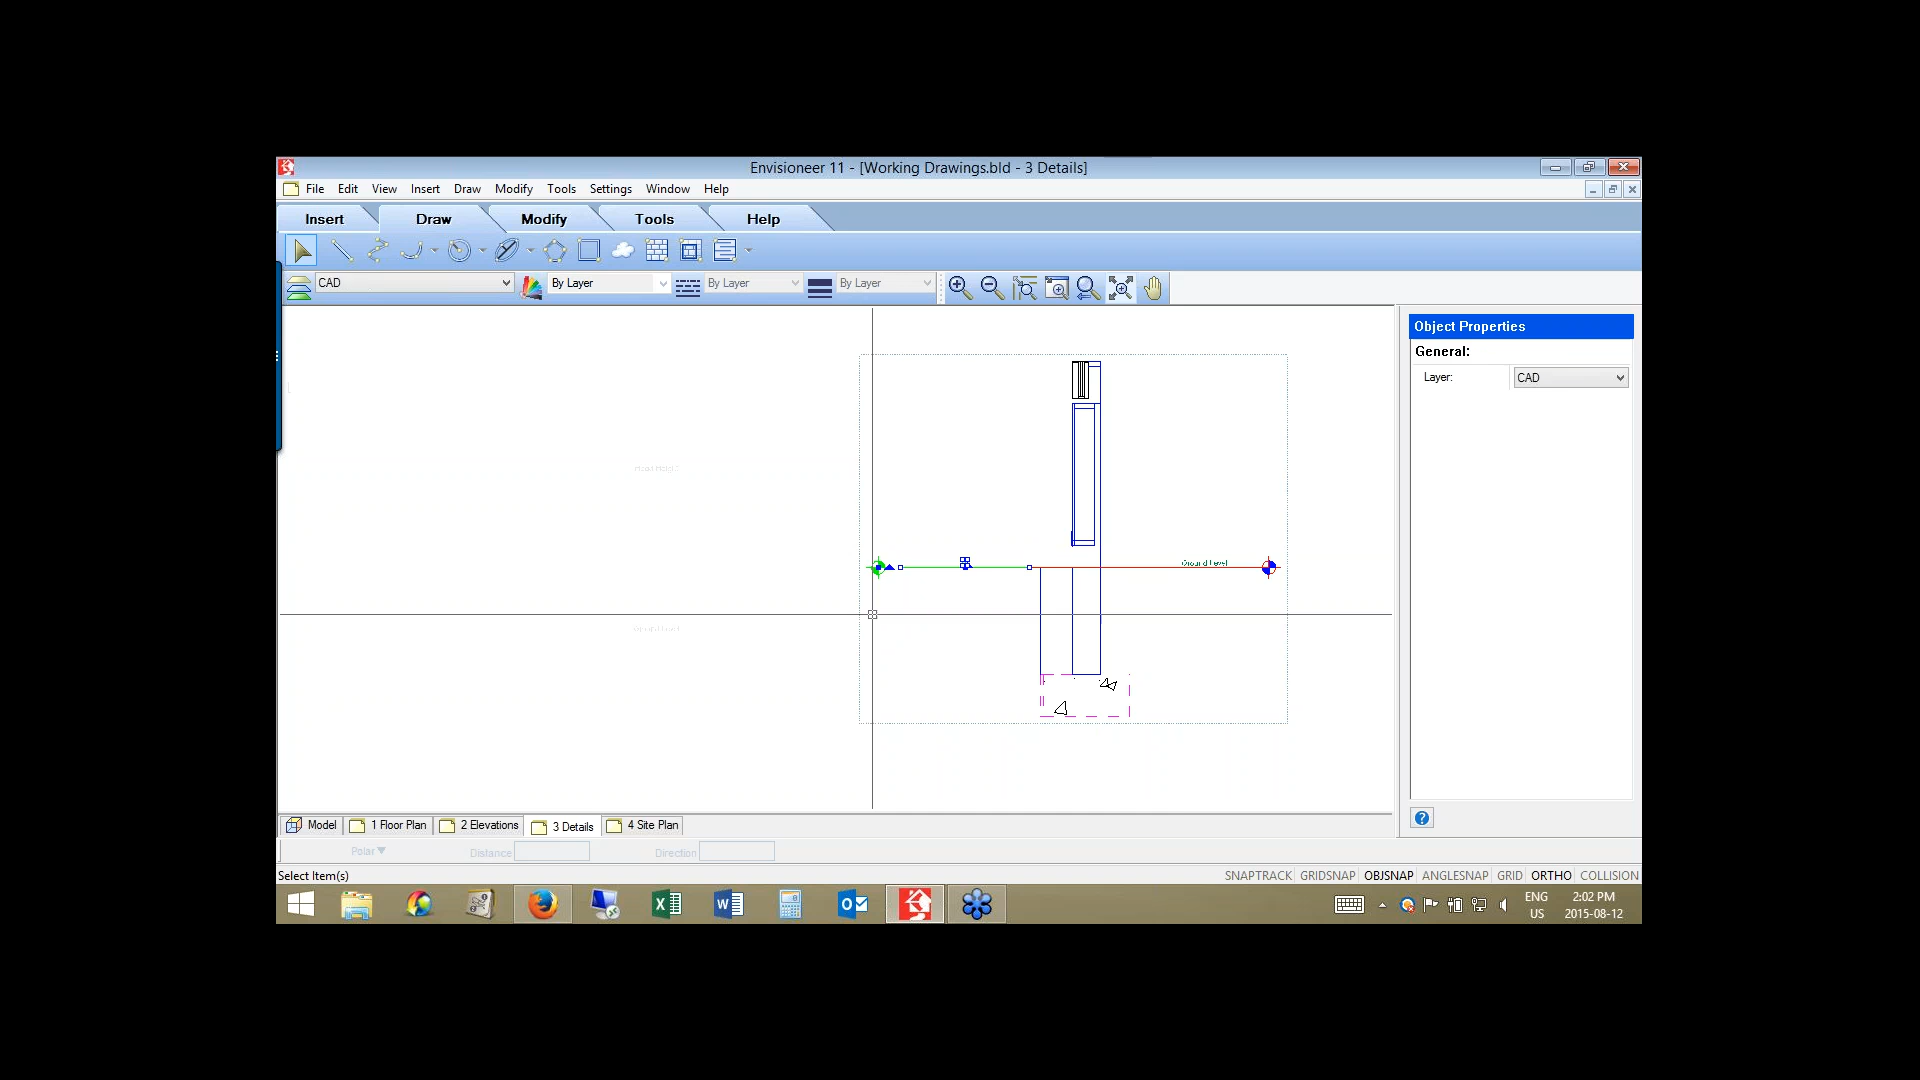 Envisioneer 11 - [Working Drawings.bld - 3 Details]
File Edit View Insert Draw Modify Tools Settings Window Help
Insert Draw Modify Tools Help
CAD By Layer By Layer By Layer
Object Properties
General:
Layer: CAD
Ground Level
Model 1 Floor Plan 2 Elevations 3 Details 4 Site Plan
Polar Distance Direction
Select Item(s) SNAPTRACK GRIDSNAP OBJSNAP ANGLESNAP GRID ORTHO COLLISION
ENG 2:02 PM
US 2015-08-12